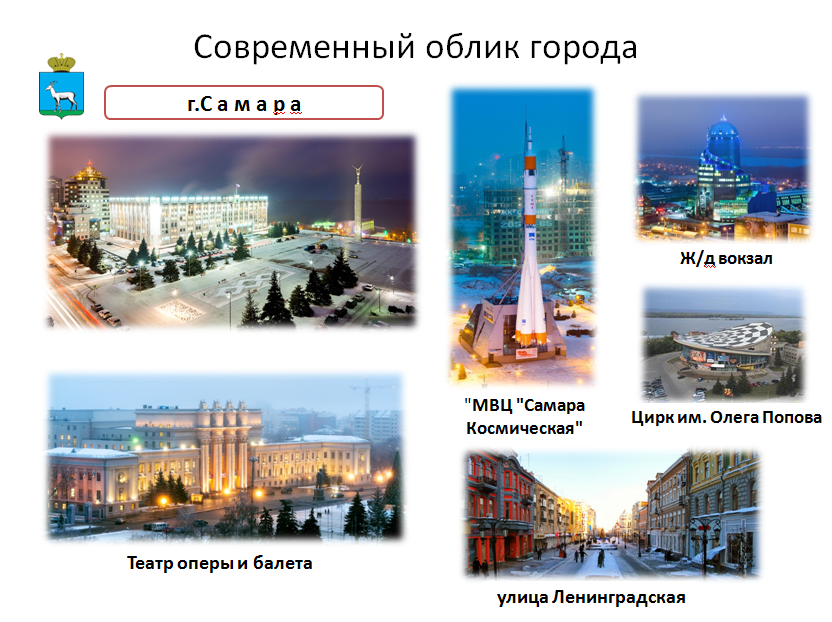 Современный облик города
г.С а м а р а
Ж/д вокзал
"МВЦ "Самара
Космическая"
Цирк им. Олега Попова
Театр оперы и балета
улица Ленинградская